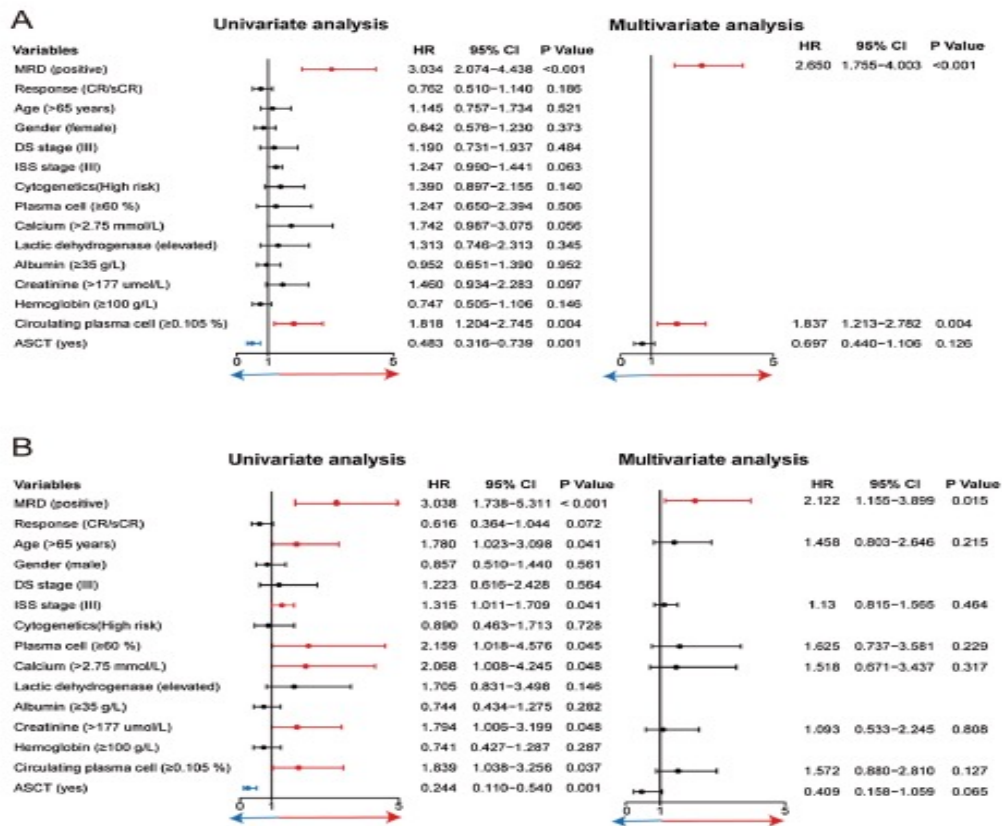 A
Univariate analysis
Multivariate analysis
Variables HR 95% CI P Value HR 95% CI P Value
MRD (positive) 3.034 2.074−4.438 <0.001 2.650 1.755−4.003 <0.001
Response (CR/sCR) 0.762 0.510−1.140 0.186
Age (>65 years) 1.145 0.757−1.734 0.521
Gender (female) 0.842 0.576−1.230 0.373
DS stage (III) 1.190 0.731−1.937 0.484
ISS stage (III) 1.247 0.990−1.441 0.063
Cytogenetics(High risk) 1.390 0.897−2.155 0.140
Plasma cell (≥60 %) 1.247 0.650−2.394 0.506
Calcium (>2.75 mmol/L) 1.742 0.987−3.075 0.056
Lactic dehydrogenase (elevated) 1.313 0.746−2.313 0.345
Albumin (≥35 g/L) 0.952 0.651−1.390 0.952
Creatinine (>177 umol/L) 1.460 0.934−2.283 0.097
Hemoglobin (≥100 g/L) 0.747 0.505−1.106 0.146
Circulating plasma cell (≥0.105 %) 1.818 1.204−2.745 0.004 1.837 1.213−2.782 0.004
ASCT (yes) 0.483 0.316−0.739 0.001 0.697 0.440−1.106 0.126
0 1 5 0 1 5
B
Univariate analysis
Multivariate analysis
Variables HR 95% CI P Value HR 95% CI P Value
MRD (positive) 3.038 1.738−5.311 <0.001 2.122 1.155−3.899 0.015
Response (CR/sCR) 0.616 0.364−1.044 0.072
Age (>65 years) 1.780 1.023−3.098 0.041 1.458 0.803−2.646 0.215
Gender (male) 0.857 0.510−1.440 0.561
DS stage (III) 1.223 0.616−2.428 0.564
ISS stage (III) 1.315 1.011−1.709 0.041 1.13 0.815−1.565 0.464
Cytogenetics(High risk) 0.890 0.463−1.713 0.728
Plasma cell (≥60 %) 2.159 1.018−4.576 0.045 1.625 0.737−3.581 0.229
Calcium (>2.75 mmol/L) 2.068 1.008−4.245 0.048 1.518 0.671−3.437 0.317
Lactic dehydrogenase (elevated) 1.705 0.831−3.498 0.146
Albumin (≥35 g/L) 0.744 0.434−1.275 0.282
Creatinine (>177 umol/L) 1.794 1.006−3.199 0.048 1.093 0.533−2.245 0.808
Hemoglobin (≥100 g/L) 0.741 0.427−1.287 0.287
Circulating plasma cell (≥0.105 %) 1.839 1.038−3.256 0.037 1.572 0.880−2.810 0.127
ASCT (yes) 0.244 0.110−0.540 0.001 0.409 0.158−1.059 0.065
0 1 5 0 1 5